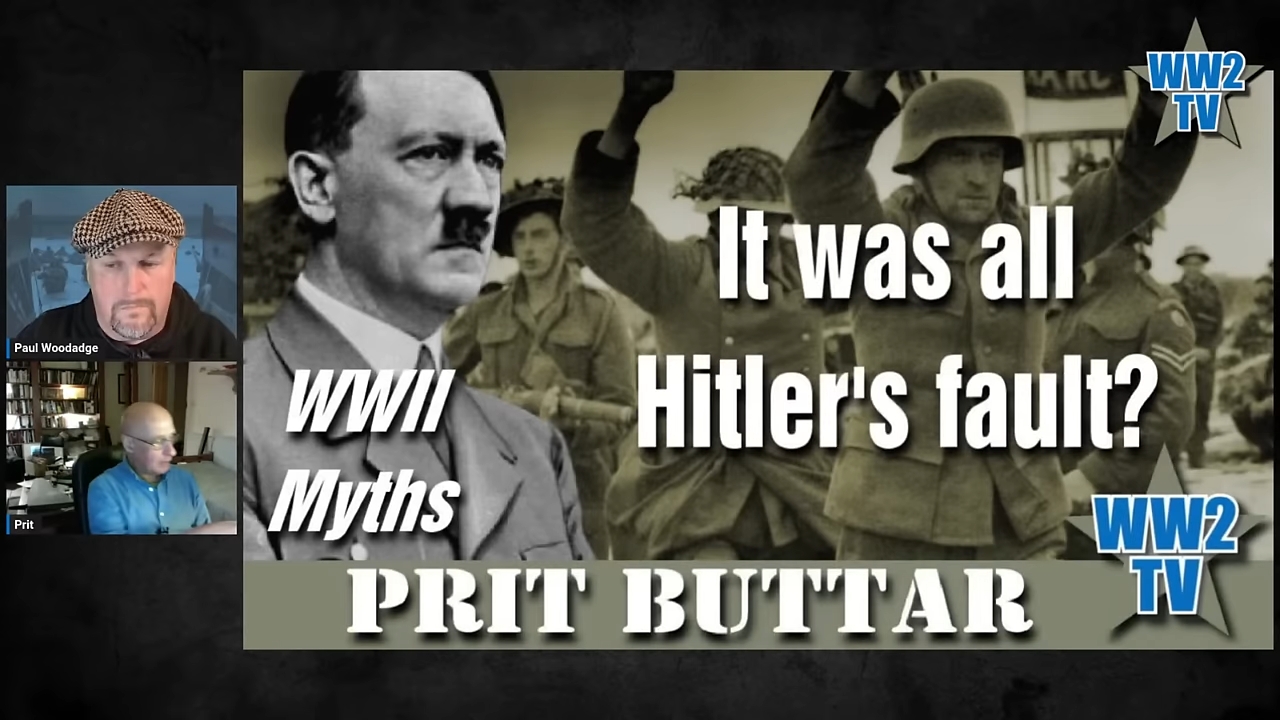 WW2
TV
It was all
Hitler's fault?
WWII
Myths
Paul Woodadge
Prit
WW2
TV
PRIT BUTTAR